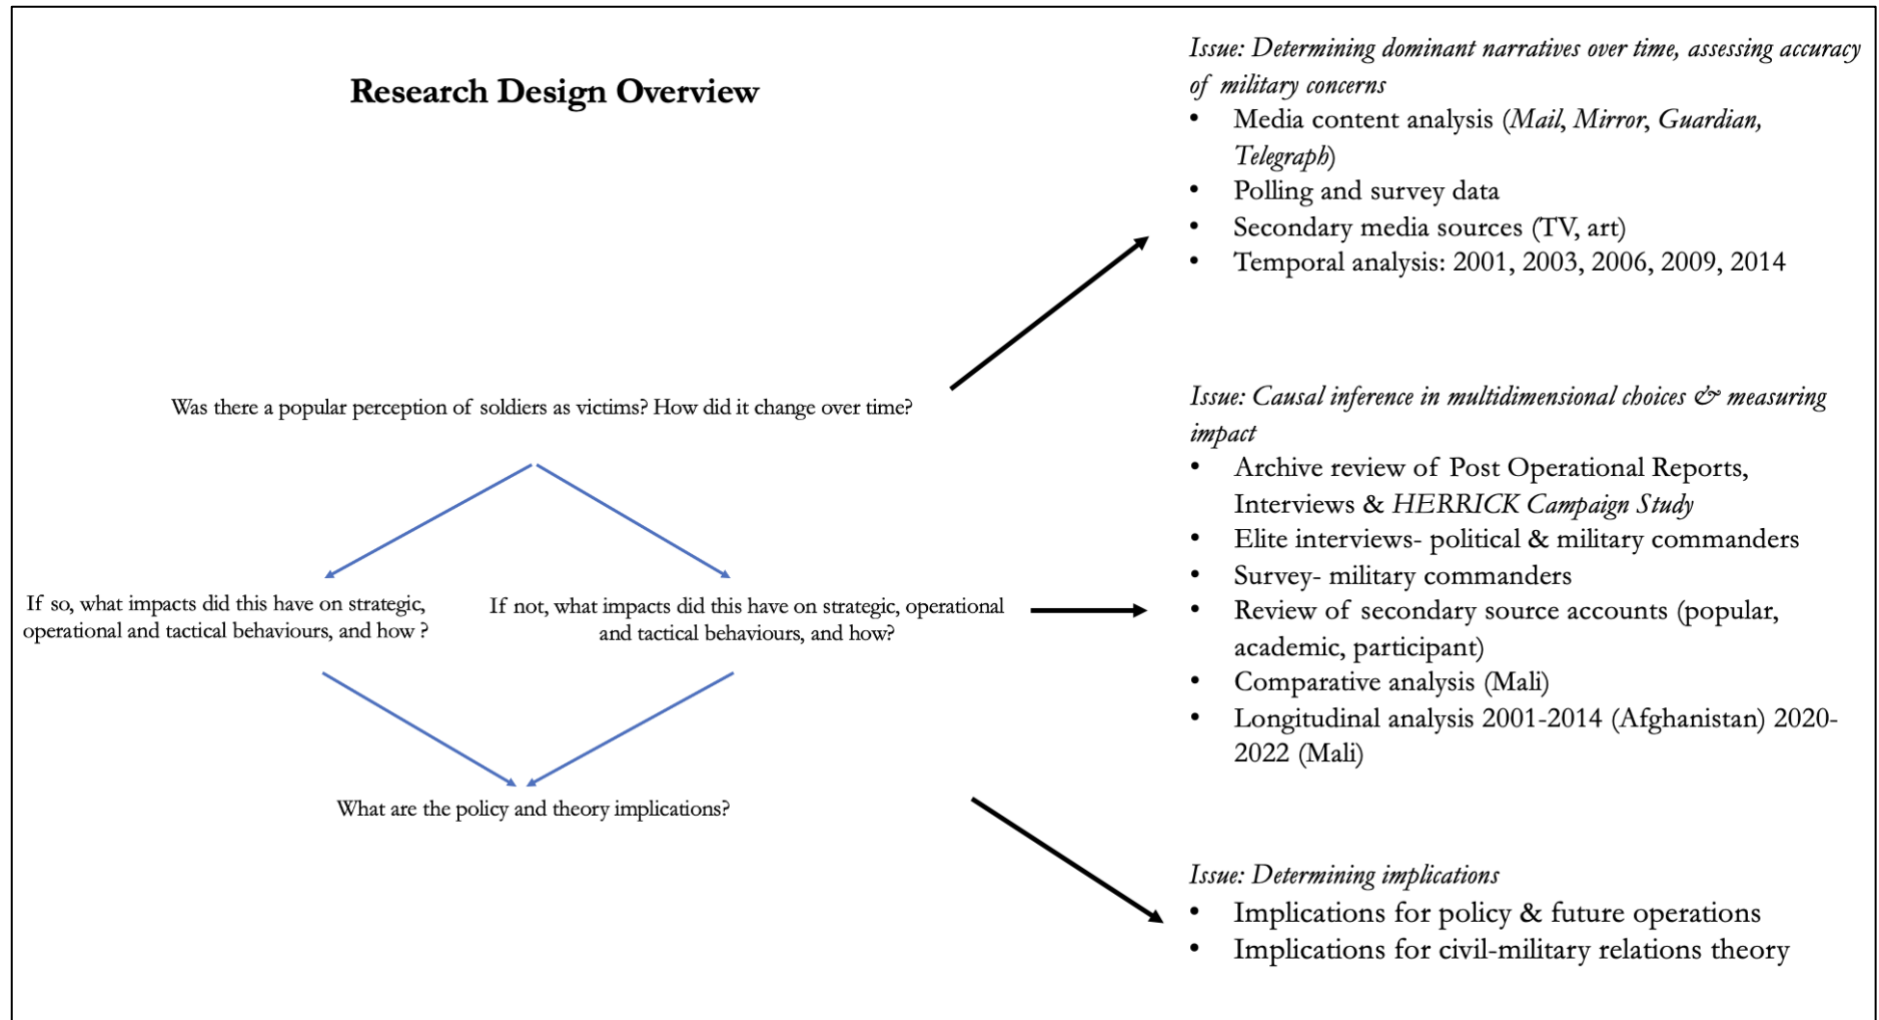 Research Design Overview
Was there a popular perception of soldiers as victims? How did it change over time?
If so, what impacts did this have on strategic,
operational and tactical behaviours, and how ?
If not, what impacts did this have on strategic, operational
and tactical behaviours, and how?
What are the policy and theory implications?
Issue: Determining dominant narratives over time, assessing accuracy
of military concerns
• Media content analysis (Mail, Mirror, Guardian,
Telegraph)
• Polling and survey data
• Secondary media sources (TV, art)
• Temporal analysis: 2001, 2003, 2006, 2009, 2014
Issue: Causal inference in multidimensional choices & measuring
impact
• Archive review of Post Operational Reports,
Interviews & HERRICK Campaign Study
• Elite interviews- political & military commanders
• Survey- military commanders
• Review of secondary source accounts (popular,
academic, participant)
• Comparative analysis (Mali)
• Longitudinal analysis 2001-2014 (Afghanistan) 2020-
2022 (Mali)
Issue: Determining implications
• Implications for policy & future operations
• Implications for civil-military relations theory